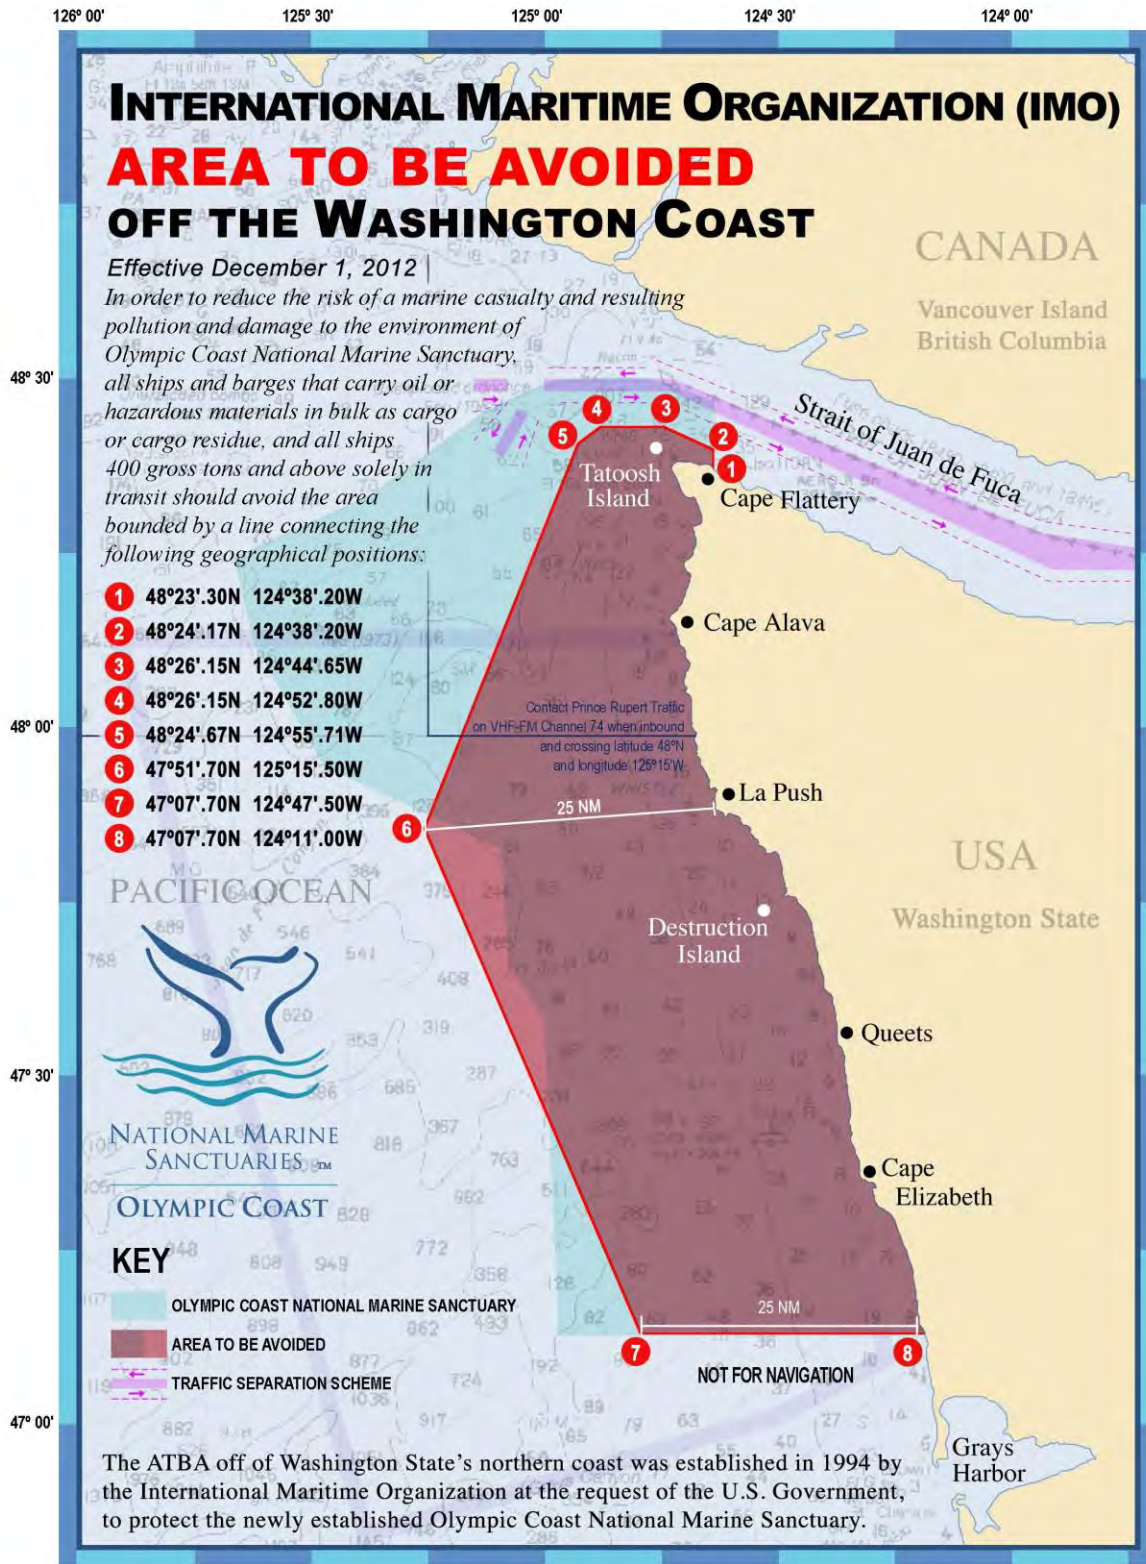 126° 00'
125° 30'
125° 00'
124° 30'
124° 00'
INTERNATIONAL MARITIME ORGANIZATION (IMO)
AREA TO BE AVOIDED
OFF THE WASHINGTON COAST
Effective December 1, 2012
In order to reduce the risk of a marine casualty and resulting
pollution and damage to the environment of
Olympic Coast National Marine Sanctuary,
all ships and barges that carry oil or
hazardous materials in bulk as cargo
or cargo residue, and all ships
400 gross tons and above solely in
transit should avoid the area
bounded by a line connecting the
following geographical positions:
1 48°23'.30N 124°38'.20W
2 48°24'.17N 124°38'.20W
3 48°26'.15N 124°44'.65W
4 48°26'.15N 124°52'.80W
5 48°24'.67N 124°55'.71W
6 47°51'.70N 125°15'.50W
7 47°07'.70N 124°47'.50W
8 47°07'.70N 124°11'.00W
CANADA
Vancouver Island
British Columbia
48° 30'
Strait of Juan de Fuca
4
3
5
2
1
Tatoosh
Island
Cape Flattery
Cape Alava
48° 00'
Contact Prince Rupert Traffic
on VHF-FM Channel 74 when inbound
and crossing latitude 48°N
and longitude 125°15'W
La Push
25 NM
6
USA
Washington State
PACIFIC OCEAN
Destruction
Island
Queets
47° 30'
NATIONAL MARINE
SANCTUARIES TM
OLYMPIC COAST
Cape
Elizabeth
KEY
OLYMPIC COAST NATIONAL MARINE SANCTUARY
AREA TO BE AVOIDED
TRAFFIC SEPARATION SCHEME
25 NM
7
8
NOT FOR NAVIGATION
47° 00'
Grays
Harbor
The ATBA off of Washington State's northern coast was established in 1994 by
the International Maritime Organization at the request of the U.S. Government,
to protect the newly established Olympic Coast National Marine Sanctuary.